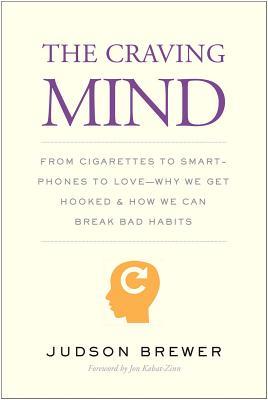 THE CRAVING
MIND
FROM CIGARETTES TO SMART-
PHONES TO LOVE—WHY WE GET
HOOKED & HOW WE CAN
BREAK BAD HABITS
JUDSON BREWER
Foreword by Jon Kabat-Zinn